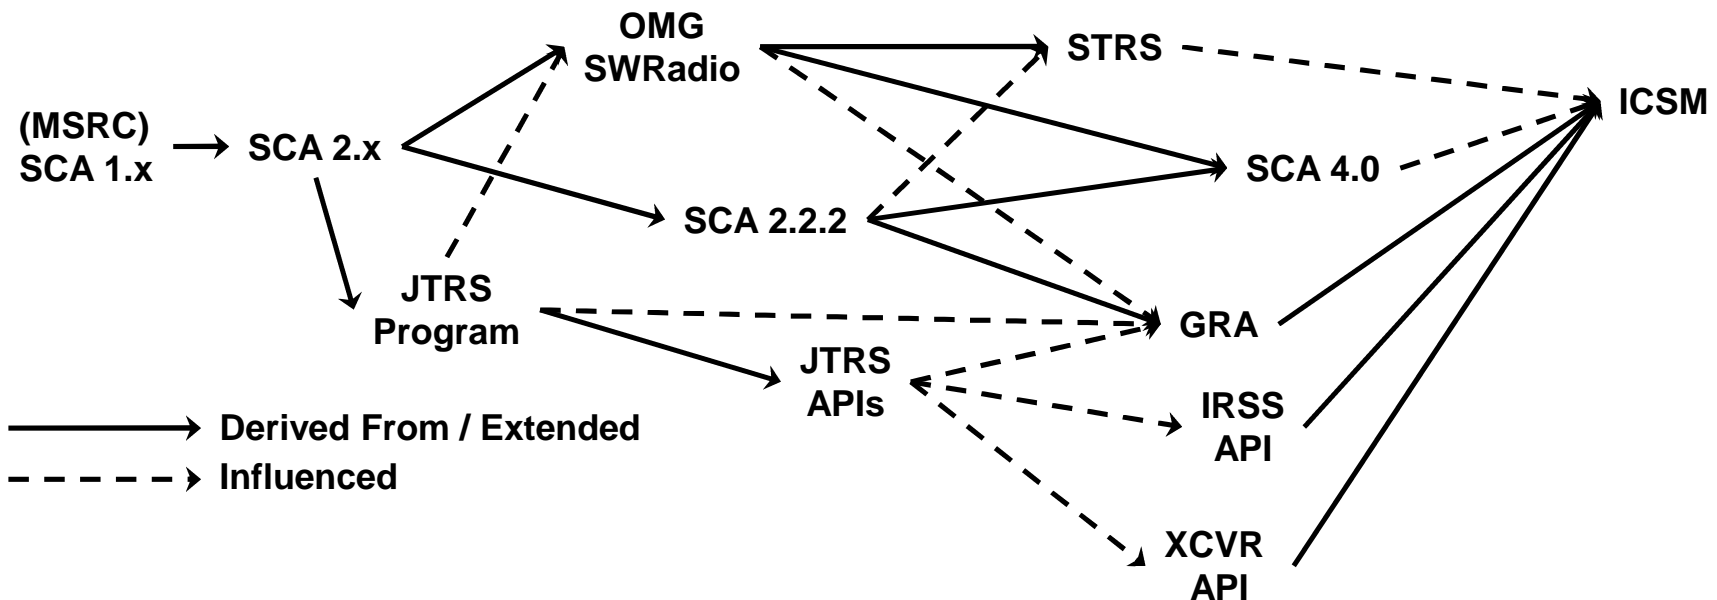 OMG
SWRadio
STRS
ICSM
(MSRC)
SCA 1.x
SCA 2.x
SCA 4.0
SCA 2.2.2
JTRS
Program
GRA
JTRS
APIs
IRSS
API
Derived From / Extended
Influenced
XCVR
API